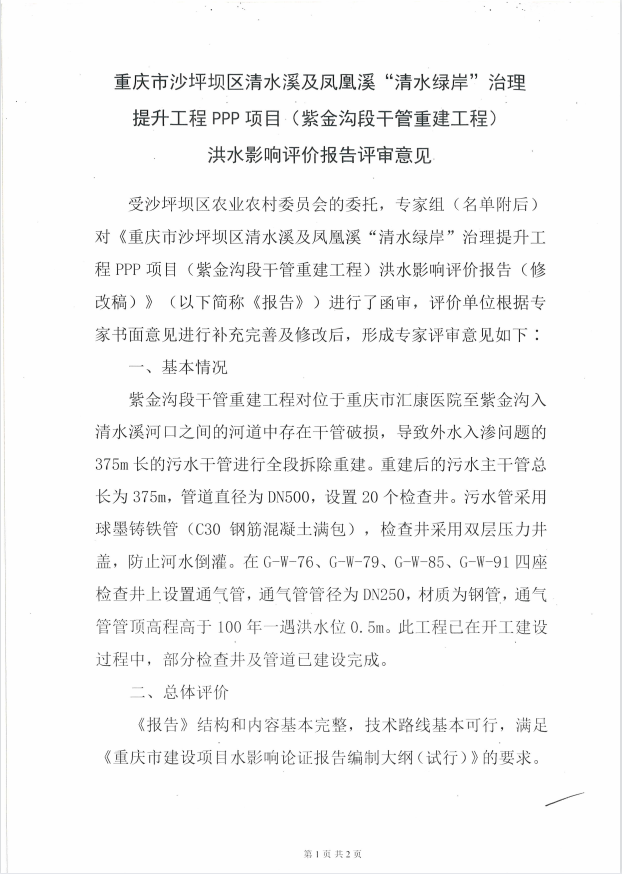 重庆市沙坪坝区清水溪及凤凰溪“清水绿岸”治理
提升工程 PPP 项目（紫金沟段干管重建工程）
洪水影响评价报告评审意见
受沙坪坝区农业农村委员会的委托，专家组（名单附后）
对《重庆市沙坪坝区清水溪及凤凰溪“清水绿岸”治理提升工
程 PPP 项目（紫金沟段干管重建工程）洪水影响评价报告（修
改稿）》（以下简称《报告》）进行了函审，评价单位根据专
家书面意见进行补充完善及修改后，形成专家评审意见如下：
一、基本情况
紫金沟段干管重建工程对位于重庆市汇康医院至紫金沟入
清水溪河口之间的河道中存在干管破损，导致外水入渗问题的
375m 长的污水干管进行全段拆除重建。重建后的污水主干管总
长为 375m，管道直径为 DN500，设置 20 个检查井。污水管采用
球墨铸铁管（C30 钢筋混凝土满包），检查井采用双层压力井
盖，防止河水倒灌。在 G-W-76、G-W-79、G-W-85、G-W-91 四座
检查井上设置通气管，通气管管径为 DN250，材质为钢管，通气
管管顶高程高于 100 年一遇洪水位 0.5m。此工程已在开工建设
过程中，部分检查井及管道已建设完成。
二、总体评价
《报告》结构和内容基本完整，技术路线基本可行，满足
《重庆市建设项目水影响论证报告编制大纲（试行）》的要求。
第 1 页 共 2 页